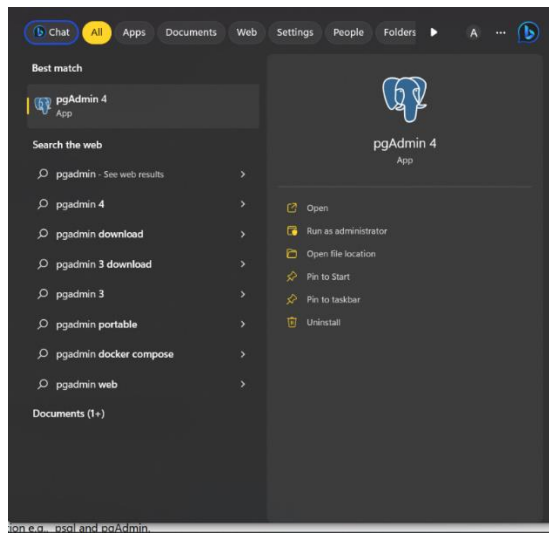 Chat All Apps Documents Web Settings People Folders A ...
Best match
pgAdmin 4
App
Search the web
pgadmin - See web results
pgadmin 4
pgadmin download
pgadmin 3 download
pgadmin 3
pgadmin portable
pgadmin docker compose
pgadmin web
Documents (1+)
pgAdmin 4
App
Open
Run as administrator
Open file location
Pin to Start
Pin to taskbar
Uninstall
e.g., psql and pgAdmin.